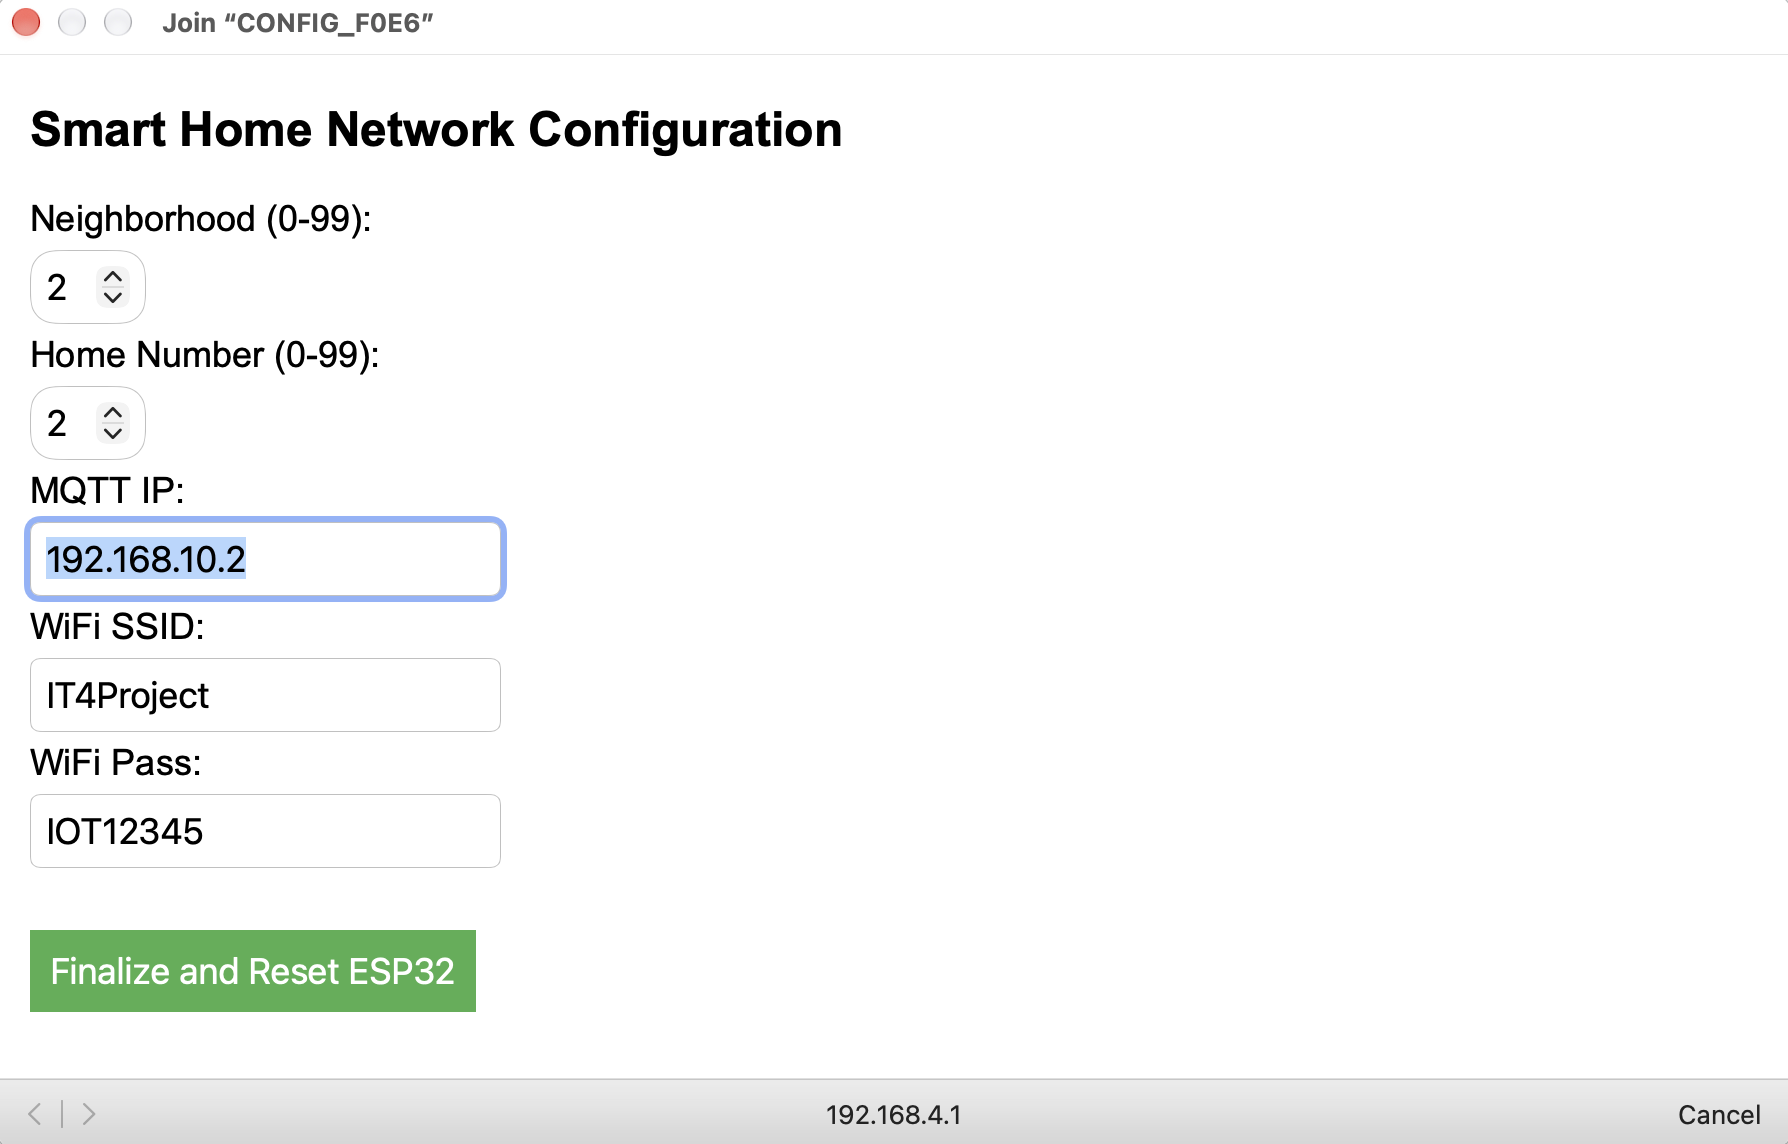 Join “CONFIG_F0E6”
Smart Home Network Configuration
Neighborhood (0-99):
2
Home Number (0-99):
2
MQTT IP:
192.168.10.2
WiFi SSID:
IT4Project
WiFi Pass:
IOT12345
Finalize and Reset ESP32
192.168.4.1
Cancel